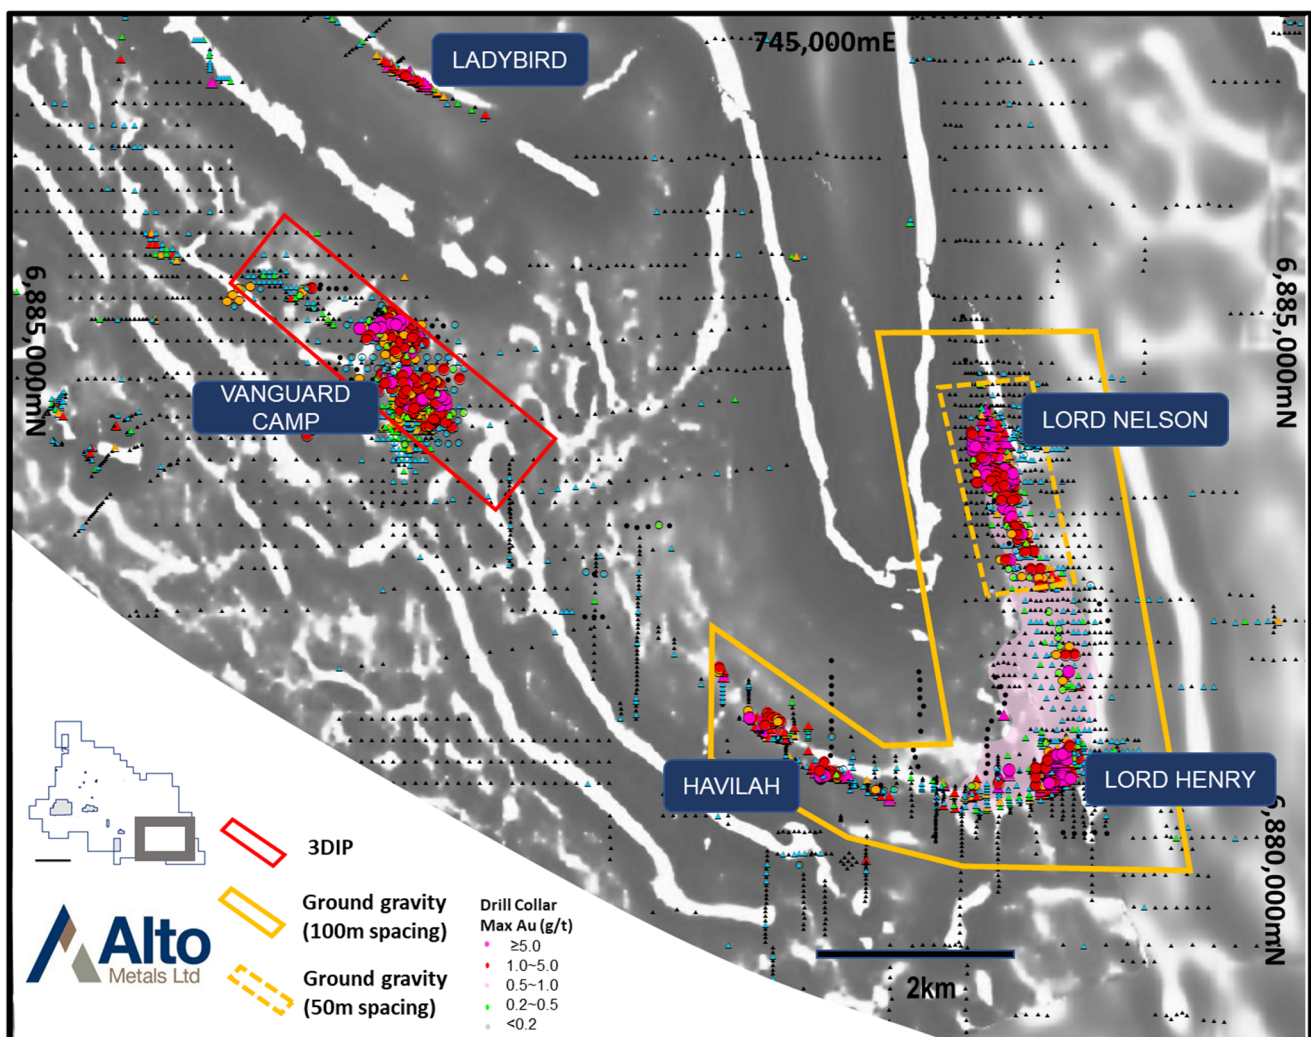 745,000mE
LADYBIRD
6,885,000mN
6,885,000mN
VANGUARD
CAMP
LORD NELSON
HAVILAH
LORD HENRY
6,880,000mN
3DIP
Ground gravity
(100m spacing)
Ground gravity
(50m spacing)
Drill Collar
Max Au (g/t)
≥5.0
1.0~5.0
0.5~1.0
0.2~0.5
<0.2
Alto
Metals Ltd
2km